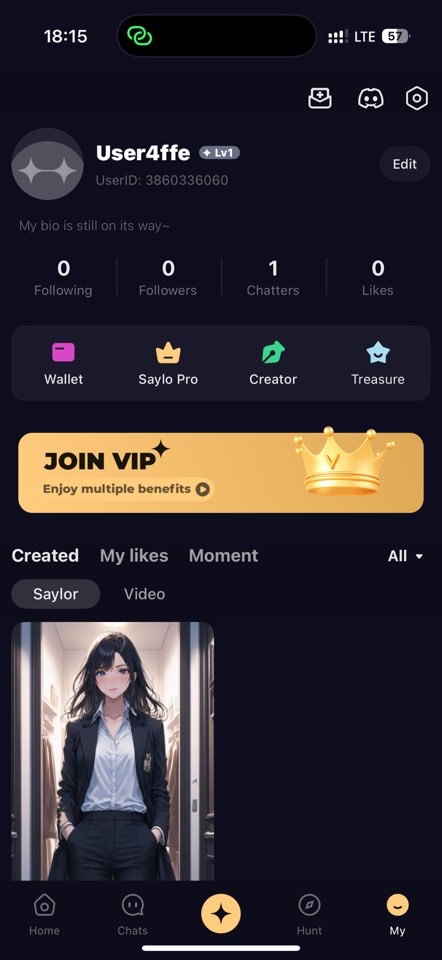 18:15
LTE
57
User4ffe
Lv1
UserID: 3860336060
Edit
My bio is still on its way~
0
0
1
0
Following
Followers
Chatters
Likes
Wallet
Saylo Pro
Creator
Treasure
JOIN VIP
Enjoy multiple benefits
V
Created
My likes
Moment
All
Saylor
Video
Home
Chats
Hunt
My